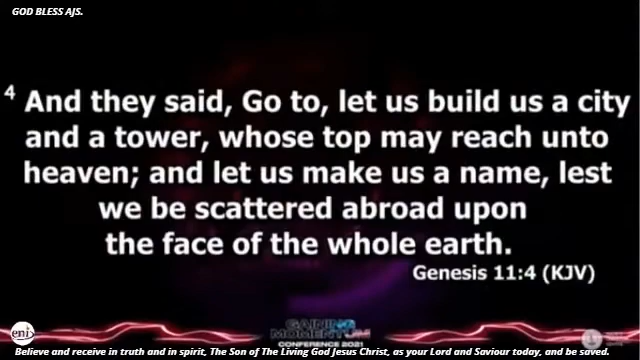 GOD BLESS AJS.
4 And they said, Go to, let us build us a city
and a tower, whose top may reach unto
heaven; and let us make us a name, lest
we be scattered abroad upon
the face of the whole earth.
Genesis 11:4 (KJV)
eni
GAINING
MOMENTUM
CONFERENCE 2021
Believe and receive in truth and in spirit, The Son of The Living God Jesus Christ, as your Lord and Saviour today, and be saved.